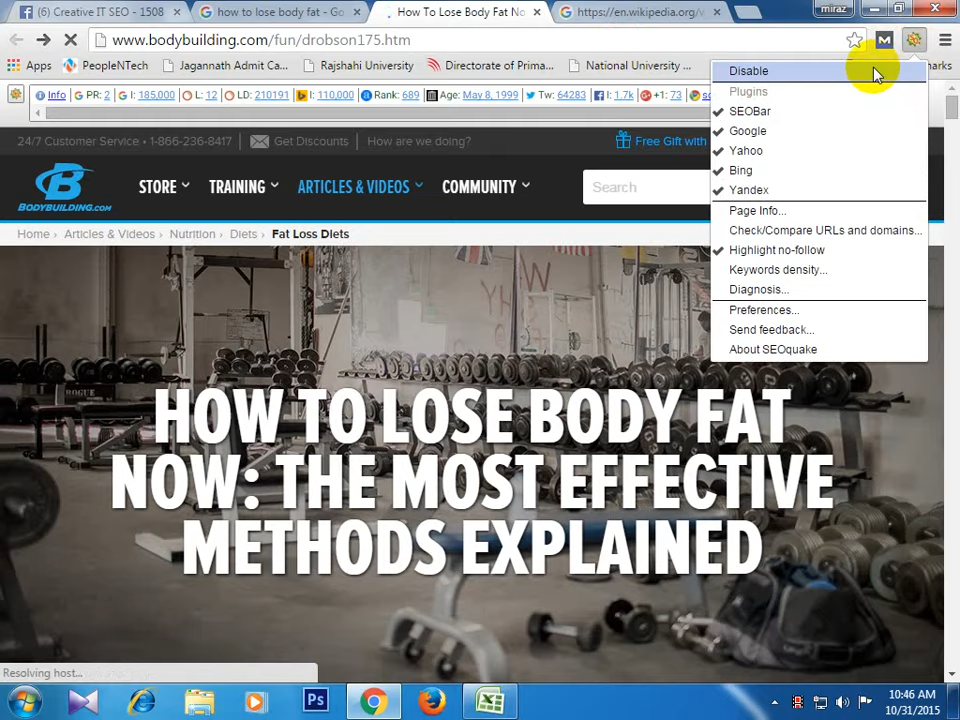 (6) Creative IT SEO - 1508
how to lose body fat - Go
How To Lose Body Fat No
https://en.wikipedia.org/w
miraz
www.bodybuilding.com/fun/drobson175.htm
Apps
PeopleNTech
Jagannath Admit Ca...
Rajshahi University
Directorate of Prima...
National University ...
Info
PR: 2
I: 185,000
L: 12
LD: 210191
I: 110,000
Rank: 689
Age: May 8, 1999
Tw: 64283
I: 1.7k
+1: 73
24/7 Customer Service • 1-866-236-8417
Get Discounts
How are we doing?
Free Gift with
BODYBUILDING.com
STORE
TRAINING
ARTICLES & VIDEOS
COMMUNITY
Search
Home › Articles & Videos › Nutrition › Diets › Fat Loss Diets
Disable
Plugins
SEOBar
Google
Yahoo
Bing
Yandex
Page Info...
Check/Compare URLs and domains...
Highlight no-follow
Keywords density...
Diagnosis...
Preferences...
Send feedback...
About SEOquake
HOW TO LOSE BODY FAT
NOW: THE MOST EFFECTIVE
METHODS EXPLAINED
Resolving host...
Ps
10:46 AM
10/31/2015